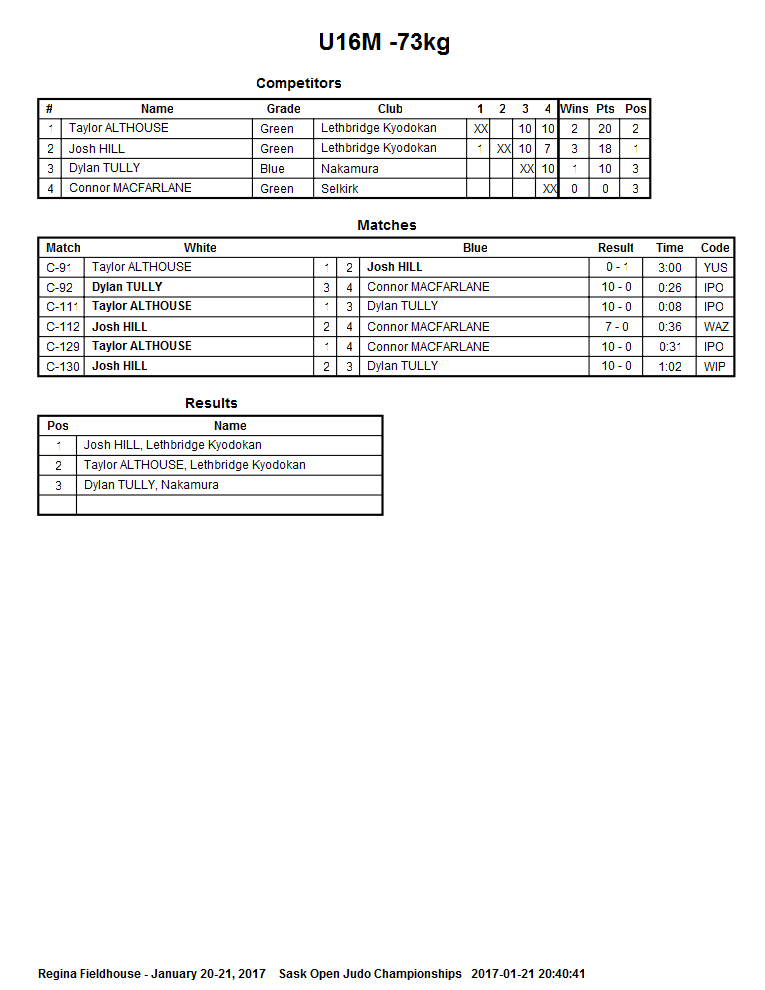 U16M -73kg
Competitors
# Name Grade Club 1 2 3 4 Wins Pts Pos
1 Taylor ALTHOUSE Green Lethbridge Kyodokan XX 10 10 2 20 2
2 Josh HILL Green Lethbridge Kyodokan 1 XX 10 7 3 18 1
3 Dylan TULLY Blue Nakamura XX 10 1 10 3
4 Connor MACFARLANE Green Selkirk XX 0 0 3
Matches
Match White Blue Result Time Code
C-91 Taylor ALTHOUSE 1 2 Josh HILL 0 - 1 3:00 YUS
C-92 Dylan TULLY 3 4 Connor MACFARLANE 10 - 0 0:26 IPO
C-111 Taylor ALTHOUSE 1 3 Dylan TULLY 10 - 0 0:08 IPO
C-112 Josh HILL 2 4 Connor MACFARLANE 7 - 0 0:36 WAZ
C-129 Taylor ALTHOUSE 1 4 Connor MACFARLANE 10 - 0 0:31 IPO
C-130 Josh HILL 2 3 Dylan TULLY 10 - 0 1:02 WIP
Results
Pos Name
1 Josh HILL, Lethbridge Kyodokan
2 Taylor ALTHOUSE, Lethbridge Kyodokan
3 Dylan TULLY, Nakamura
Regina Fieldhouse - January 20-21, 2017 Sask Open Judo Championships 2017-01-21 20:40:41